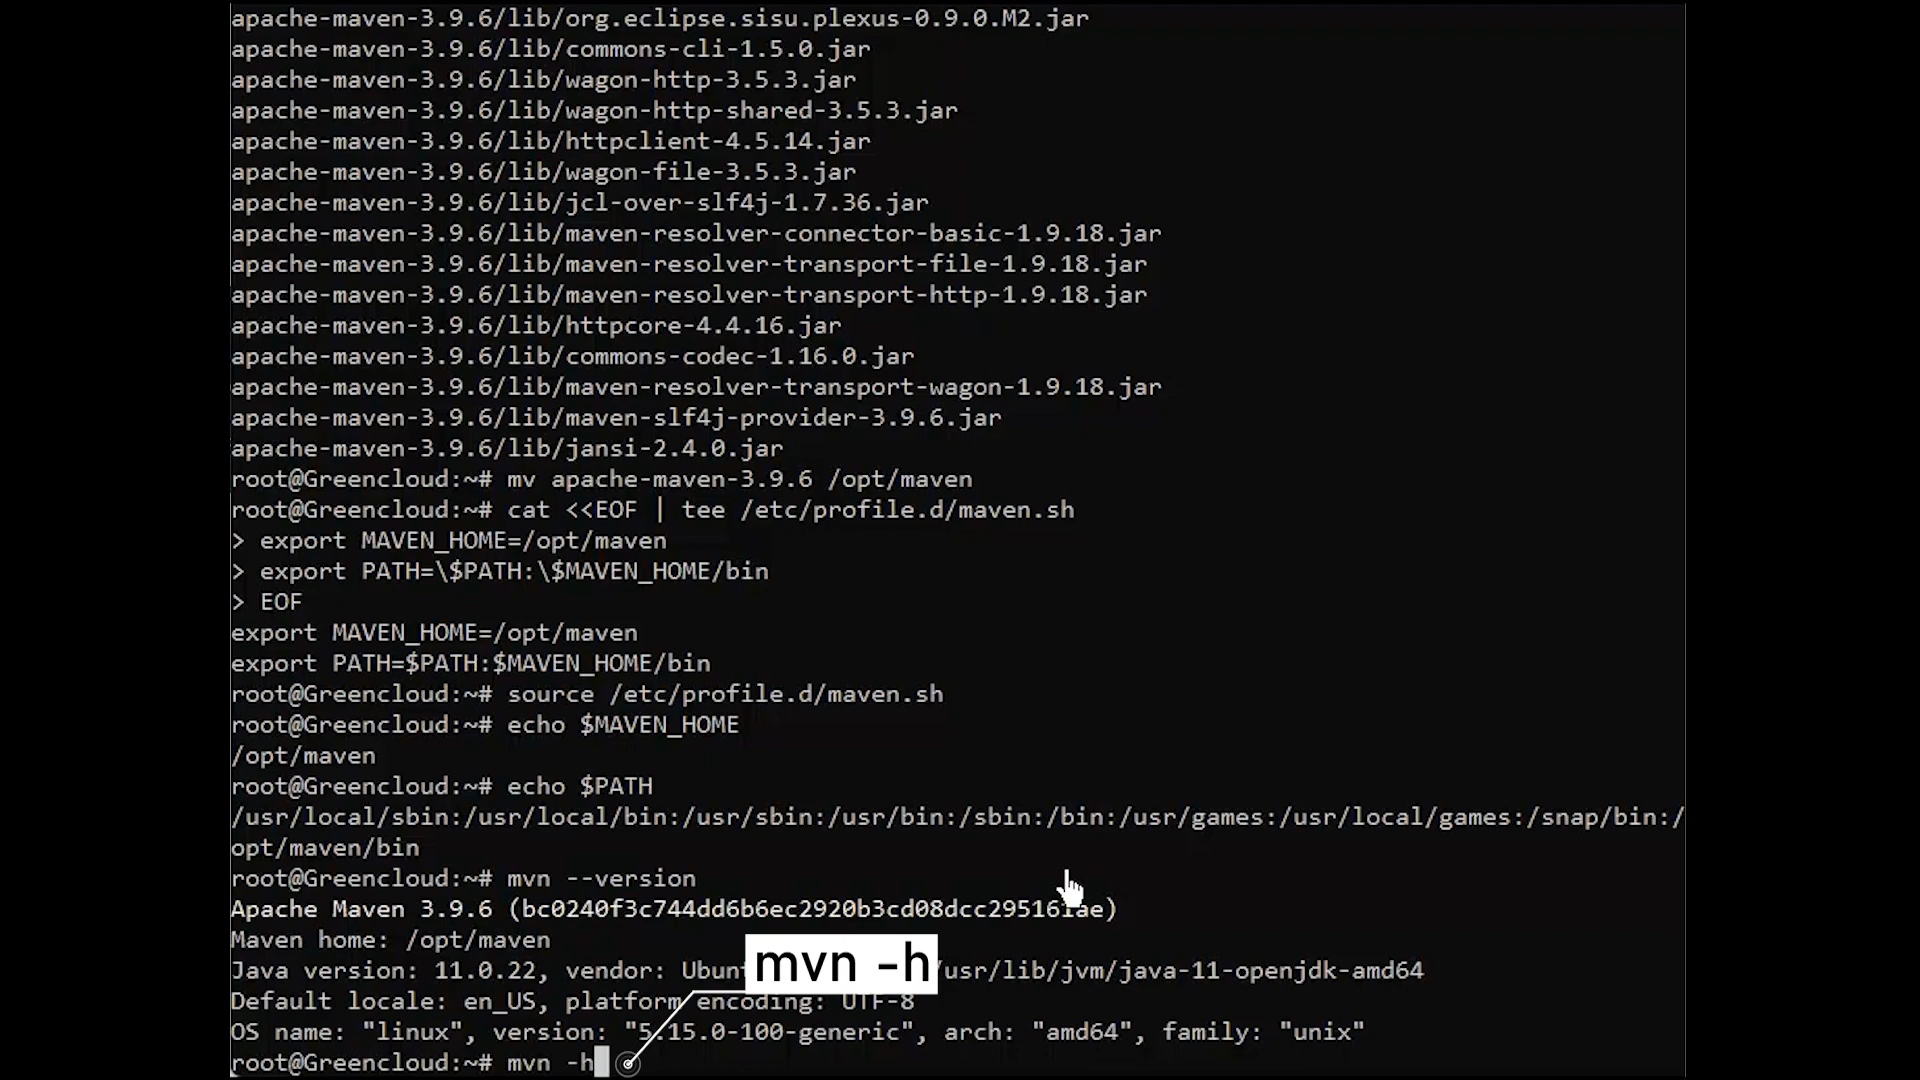 apache-maven-3.9.6/lib/org.eclipse.sisu.plexus-0.9.0.M2.jar
apache-maven-3.9.6/lib/commons-cli-1.5.0.jar
apache-maven-3.9.6/lib/wagon-http-3.5.3.jar
apache-maven-3.9.6/lib/wagon-http-shared-3.5.3.jar
apache-maven-3.9.6/lib/httpclient-4.5.14.jar
apache-maven-3.9.6/lib/wagon-file-3.5.3.jar
apache-maven-3.9.6/lib/jcl-over-slf4j-1.7.36.jar
apache-maven-3.9.6/lib/maven-resolver-connector-basic-1.9.18.jar
apache-maven-3.9.6/lib/maven-resolver-transport-file-1.9.18.jar
apache-maven-3.9.6/lib/maven-resolver-transport-http-1.9.18.jar
apache-maven-3.9.6/lib/httpcore-4.4.16.jar
apache-maven-3.9.6/lib/commons-codec-1.16.0.jar
apache-maven-3.9.6/lib/maven-resolver-transport-wagon-1.9.18.jar
apache-maven-3.9.6/lib/maven-slf4j-provider-3.9.6.jar
apache-maven-3.9.6/lib/jansi-2.4.0.jar
root@Greencloud:~# mv apache-maven-3.9.6 /opt/maven
root@Greencloud:~# cat <<EOF | tee /etc/profile.d/maven.sh
> export MAVEN_HOME=/opt/maven
> export PATH=\$PATH:\$MAVEN_HOME/bin
> EOF
export MAVEN_HOME=/opt/maven
export PATH=$PATH:$MAVEN_HOME/bin
root@Greencloud:~# source /etc/profile.d/maven.sh
root@Greencloud:~# echo $MAVEN_HOME
/opt/maven
root@Greencloud:~# echo $PATH
/usr/local/sbin:/usr/local/bin:/usr/sbin:/usr/bin:/sbin:/bin:/usr/games:/usr/local/games:/snap/bin:/
opt/maven/bin
root@Greencloud:~# mvn --version
Apache Maven 3.9.6 (bc0240f3c744dd6b6ec2920b3cd08dcc295161ae)
Maven home: /opt/maven
mvn -h
Java version: 11.0.22, vendor: /usr/lib/jvm/java-11-openjdk-amd64
Default locale: en_US, platform encoding: UTF-8
OS name: "linux", version: "5.15.0-100-generic", arch: "amd64", family: "unix"
root@Greencloud:~# mvn -h